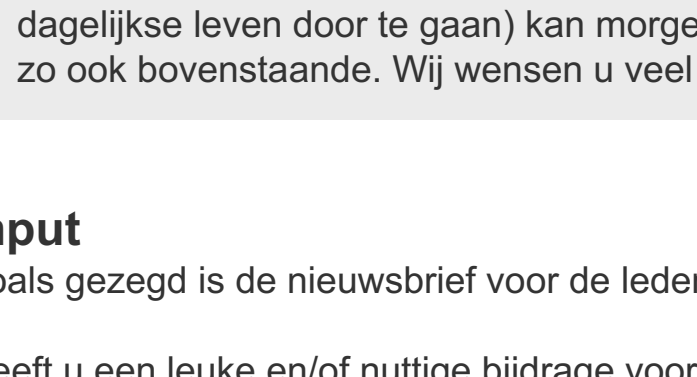 dagelijkse leven door te gaan) kan morge
zo ook bovenstaande. Wij wensen u veel
nput
oals gezegd is de nieuwsbrief voor de leder
eeft u een leuke en/of nuttige bijdrage voor